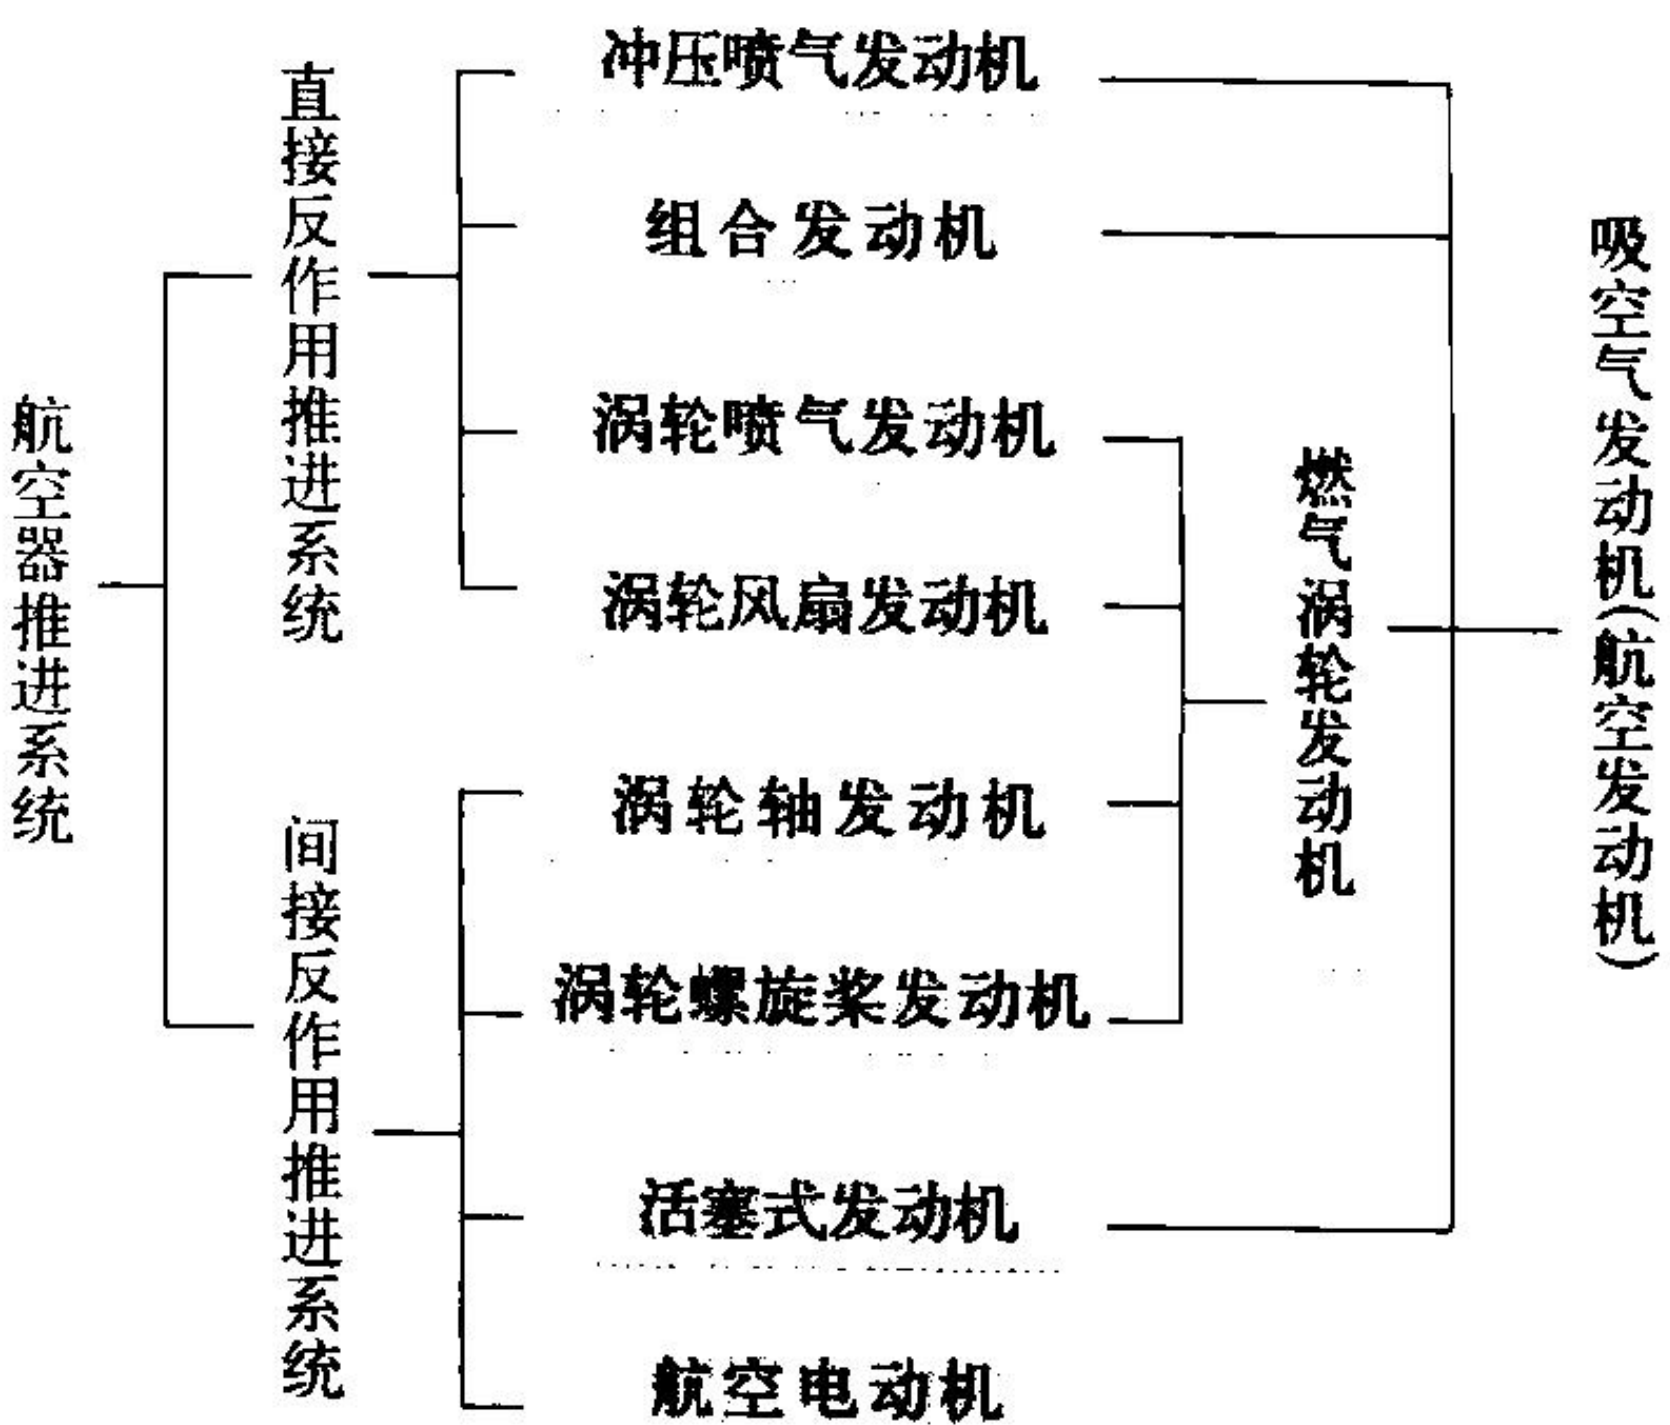 航空器推进系统
直接反作用推进系统
间接反作用推进系统
冲压喷气发动机
组合发动机
涡轮喷气发动机
涡轮风扇发动机
涡轮轴发动机
涡轮螺旋桨发动机
活塞式发动机
航空电动机
燃气涡轮发动机
吸空气发动机(航空发动机)